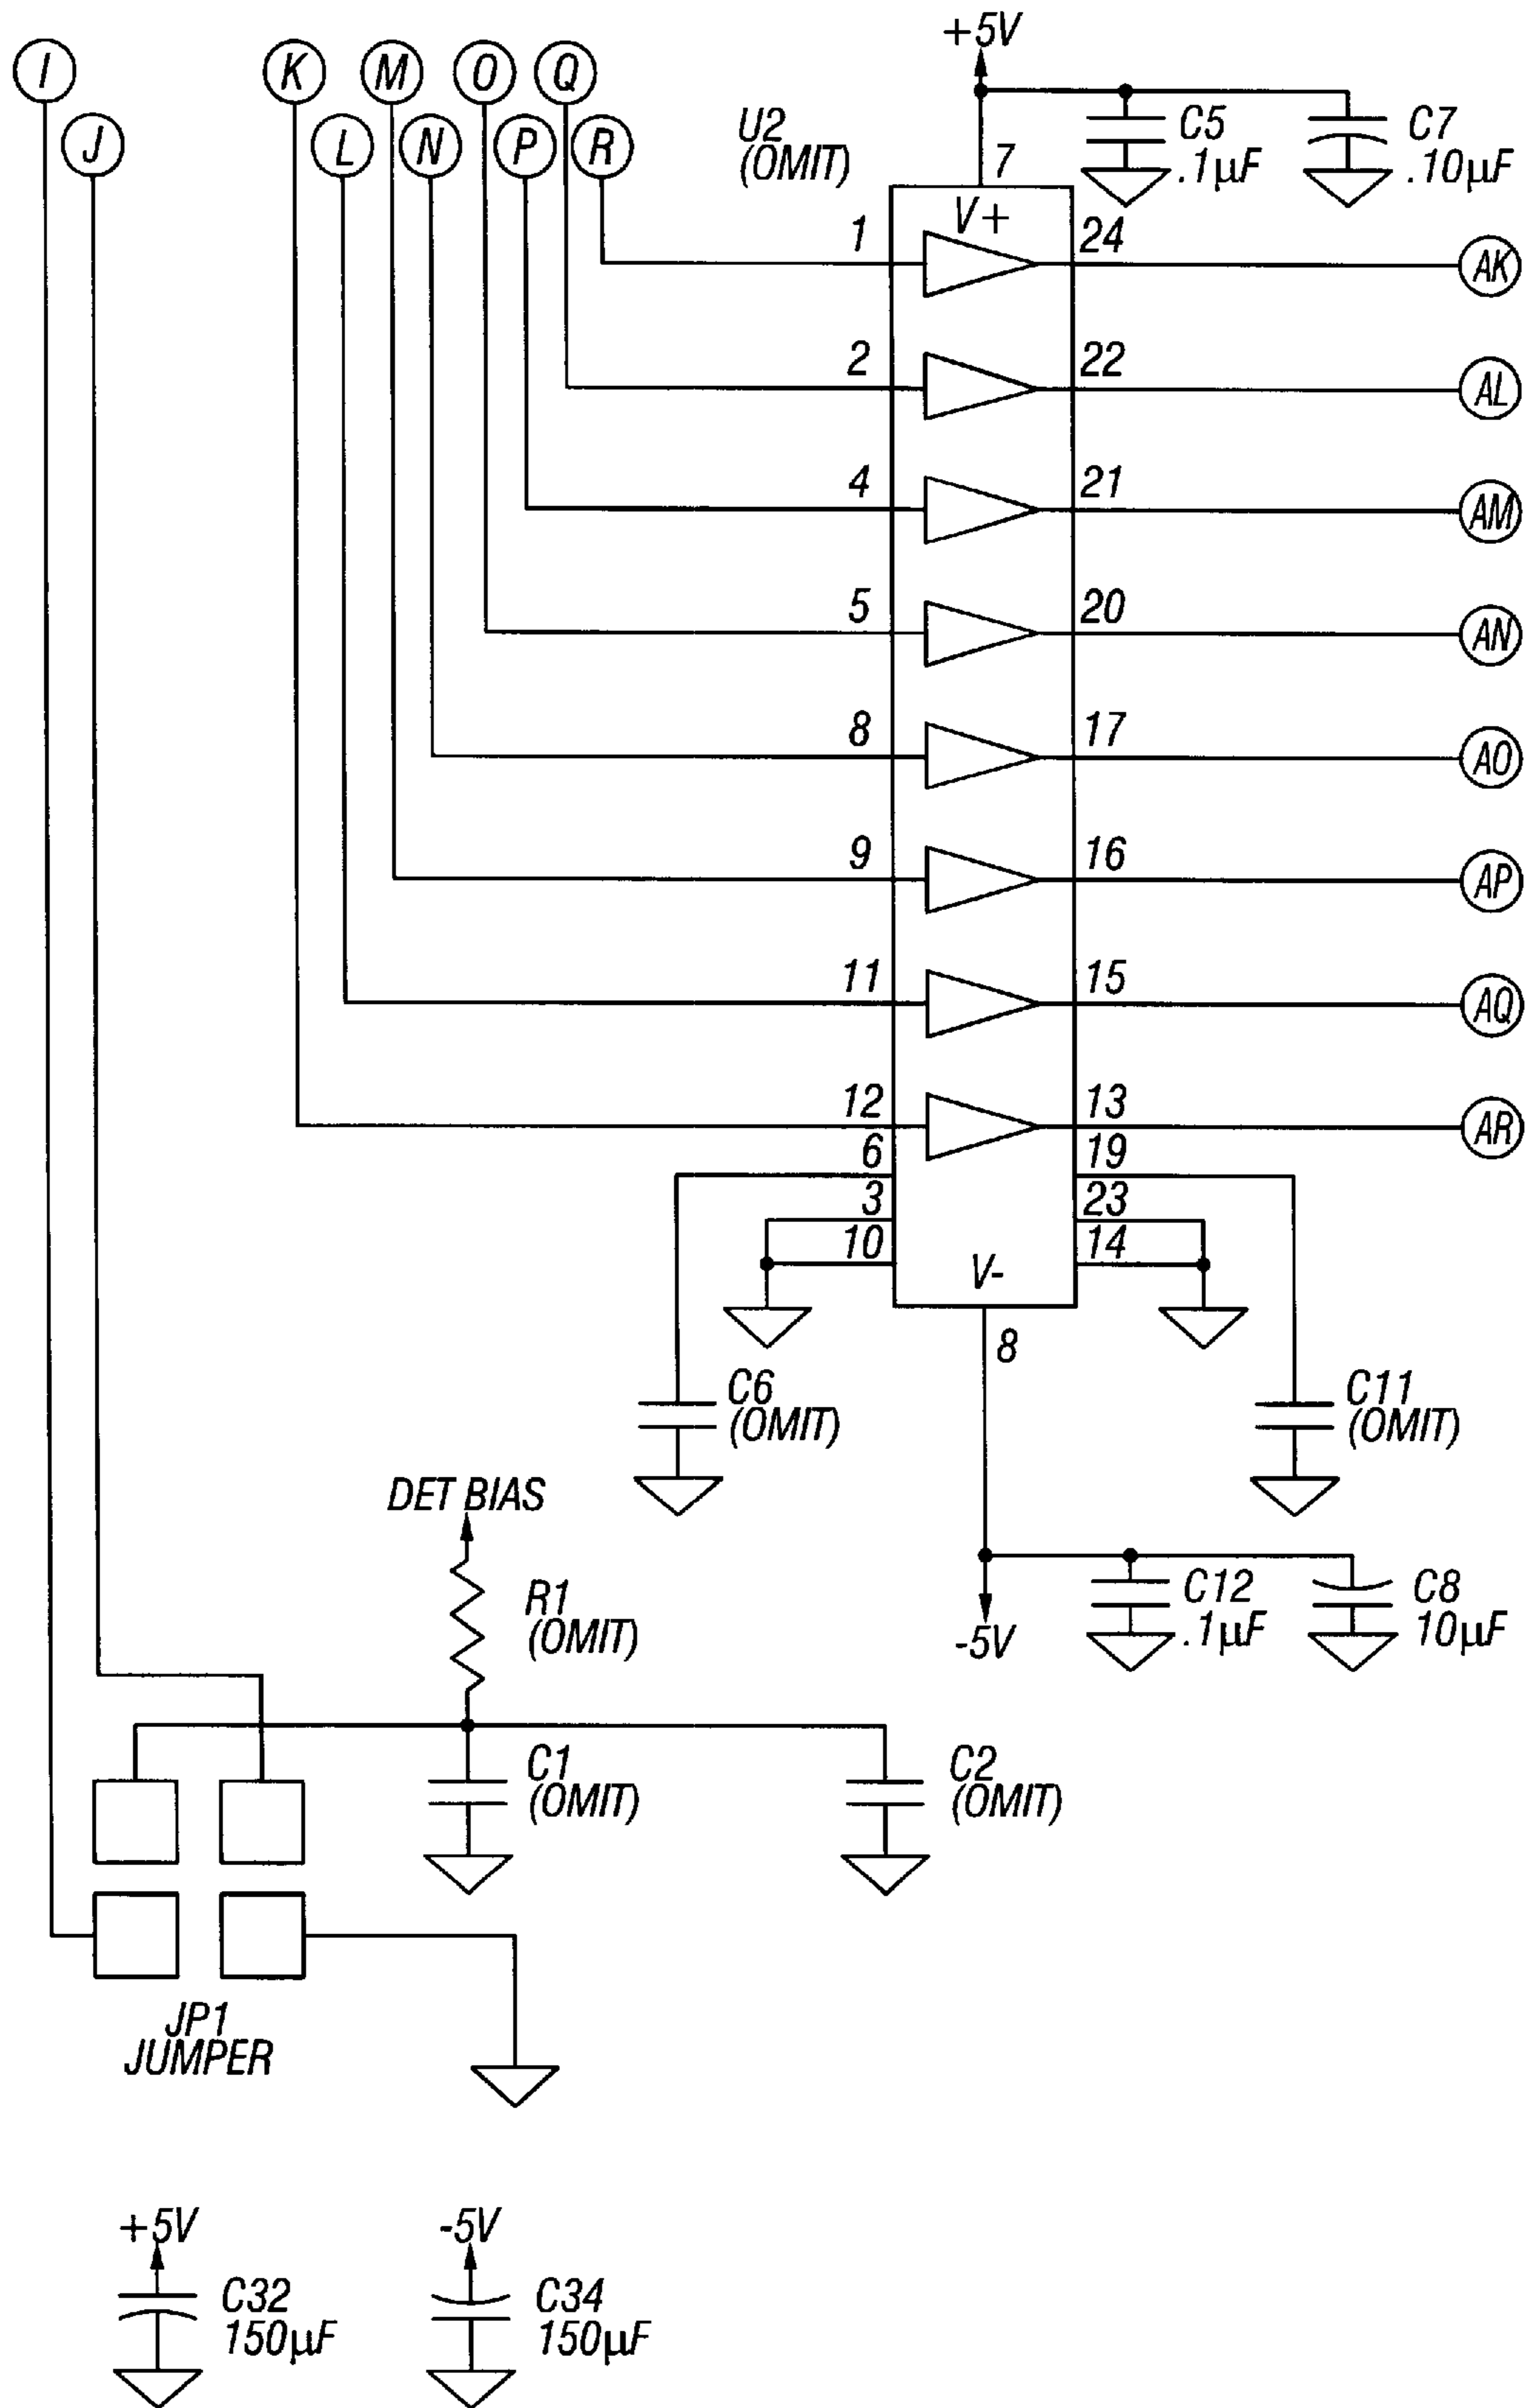 +5V
I K M O Q
J L N P R
U2
(OMIT)
7
C5
.1µF
C7
.10µF
V+
1 24 AK
2 22 AL
4 21 AM
5 20 AN
8 17 AO
9 16 AP
11 15 AQ
12 13 AR
6 19
3 23
10 14
V-
8
C6
(OMIT)
C11
(OMIT)
DET BIAS
R1
(OMIT)
-5V
C12
.1µF
C8
10µF
C1
(OMIT)
C2
(OMIT)
JP1
JUMPER
+5V
C32
150µF
-5V
C34
150µF